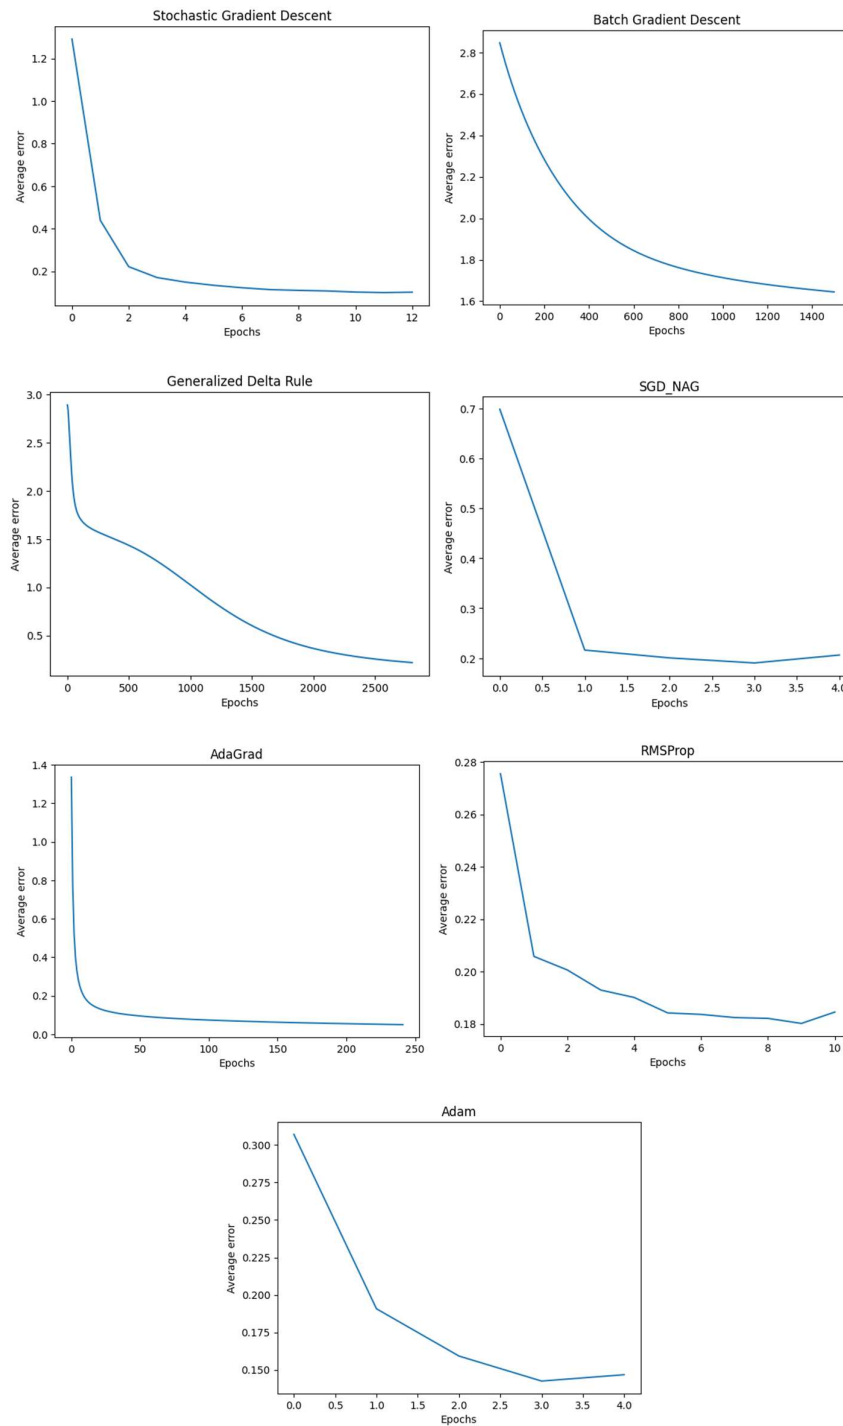 Stochastic Gradient Descent
1.2
1.0
0.8
0.6
0.4
0.2
Average error
0 2 4 6 8 10 12
Epochs
Batch Gradient Descent
2.8
2.6
2.4
2.2
2.0
1.8
1.6
Average error
0 200 400 600 800 1000 1200 1400
Epochs
Generalized Delta Rule
3.0
2.5
2.0
1.5
1.0
0.5
Average error
0 500 1000 1500 2000 2500
Epochs
SGD_NAG
0.7
0.6
0.5
0.4
0.3
0.2
Average error
0.0 0.5 1.0 1.5 2.0 2.5 3.0 3.5 4.0
Epochs
AdaGrad
1.4
1.2
1.0
0.8
0.6
0.4
0.2
0.0
Average error
0 50 100 150 200 250
Epochs
RMSProp
0.28
0.26
0.24
0.22
0.20
0.18
Average error
0 2 4 6 8 10
Epochs
Adam
0.300
0.275
0.250
0.225
0.200
0.175
0.150
Average error
0.0 0.5 1.0 1.5 2.0 2.5 3.0 3.5 4.0
Epochs